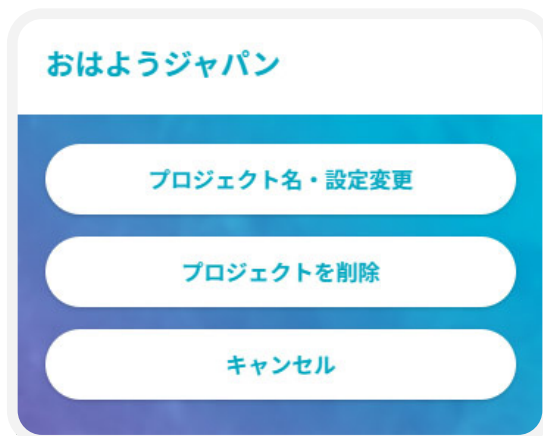 おはようジャパン
プロジェクト名・設定変更
プロジェクトを削除
キャンセル